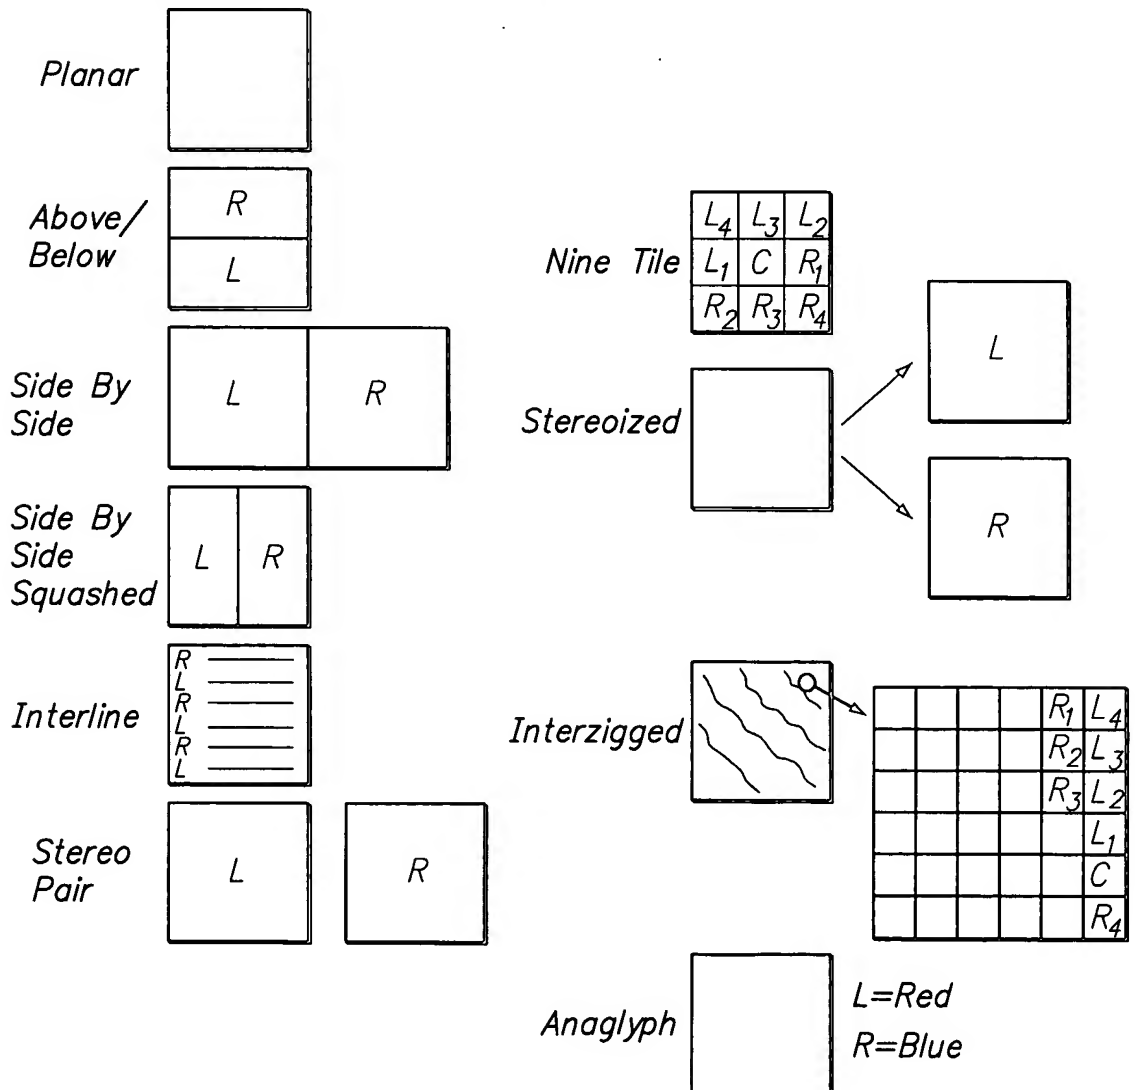 Planar
Above/
Below
R
L
Side By
Side
L R
Side By
Side
Squashed
L R
Interline
R
L
R
L
R
L
Stereo
Pair
L R
Nine Tile
L4 L3 L2
L1 C R1
R2 R3 R4
Stereoized
L
R
Interzigged
R1 L4
R2 L3
R3 L2
L1
C
R4
Anaglyph
L=Red
R=Blue